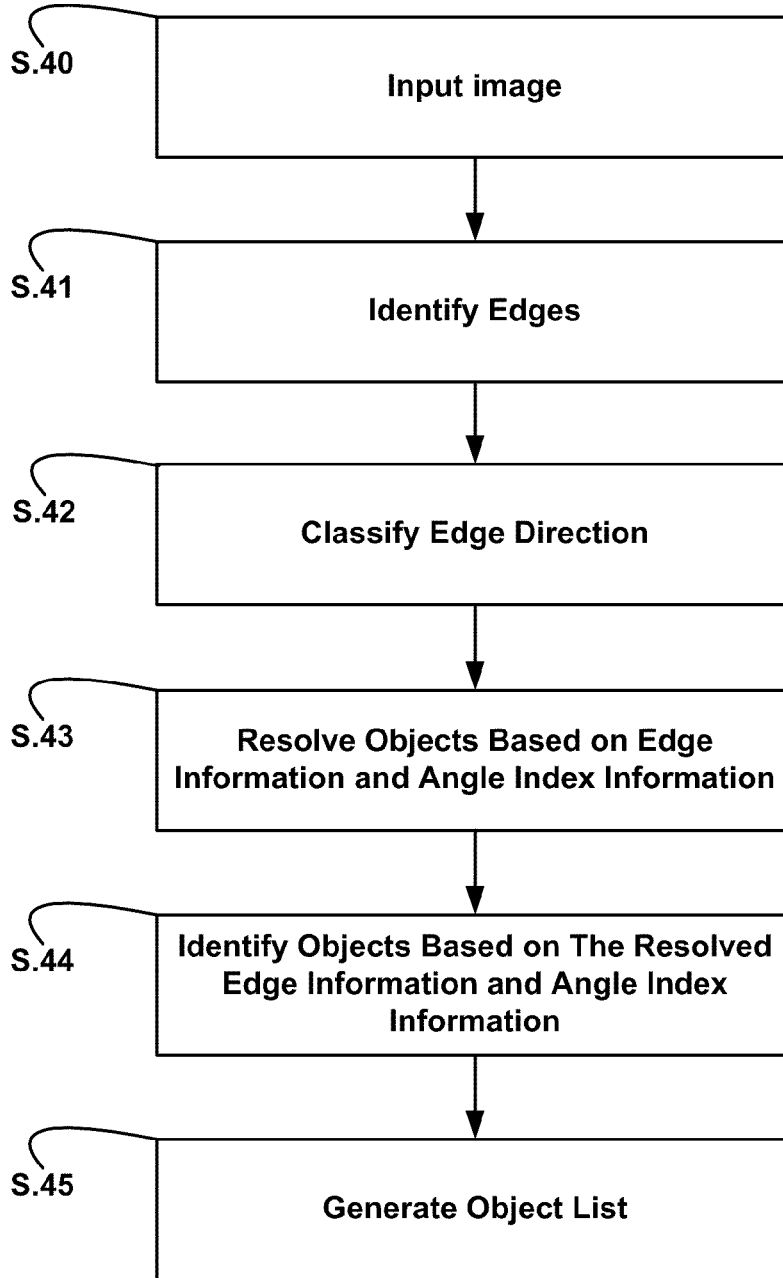 S.40
Input image
S.41
Identify Edges
S.42
Classify Edge Direction
S.43
Resolve Objects Based on Edge
Information and Angle Index Information
S.44
Identify Objects Based on The Resolved
Edge Information and Angle Index
Information
S.45
Generate Object List